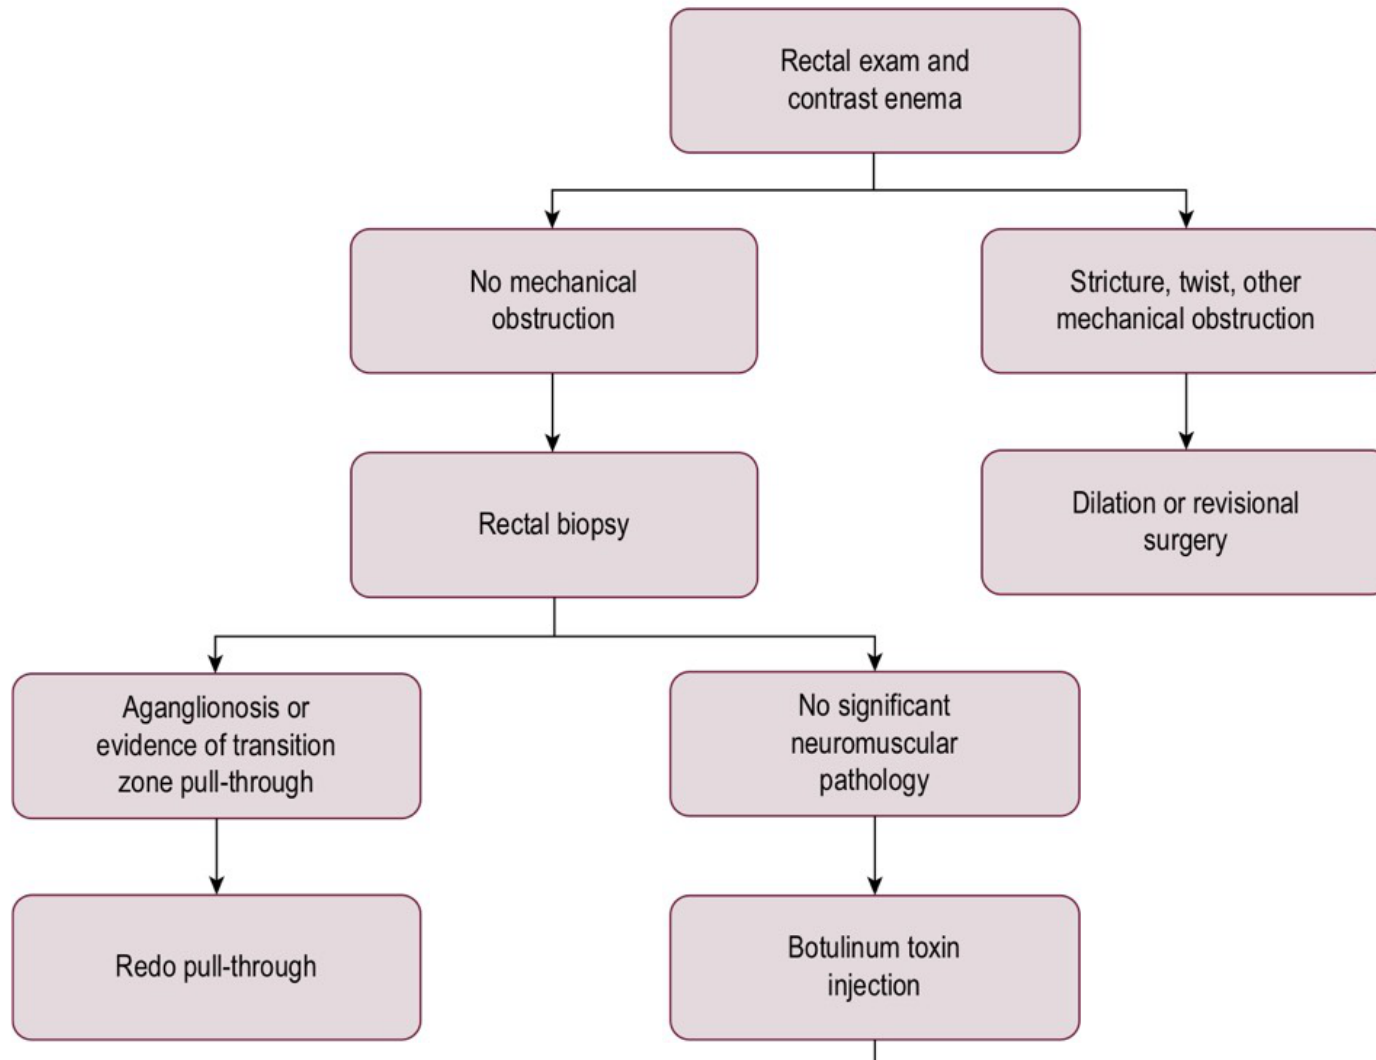 Rectal exam and
contrast enema
No mechanical
obstruction
Stricture, twist, other
mechanical obstruction
Rectal biopsy
Dilation or revisional
surgery
Aganglionosis or
evidence of transition
zone pull-through
No significant
neuromuscular
pathology
Redo pull-through
Botulinum toxin
injection